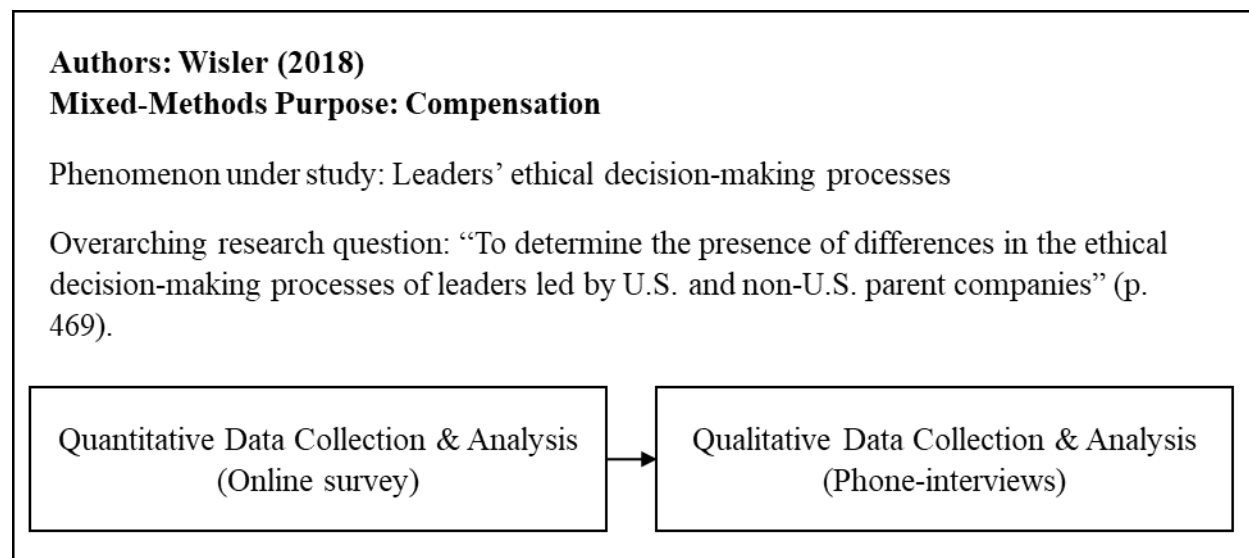 Authors: Wisler (2018)
Mixed-Methods Purpose: Compensation
Phenomenon under study: Leaders’ ethical decision-making processes
Overarching research question: “To determine the presence of differences in the ethical
decision-making processes of leaders led by U.S. and non-U.S. parent companies” (p.
469).
Quantitative Data Collection & Analysis
(Online survey)
Qualitative Data Collection & Analysis
(Phone-interviews)